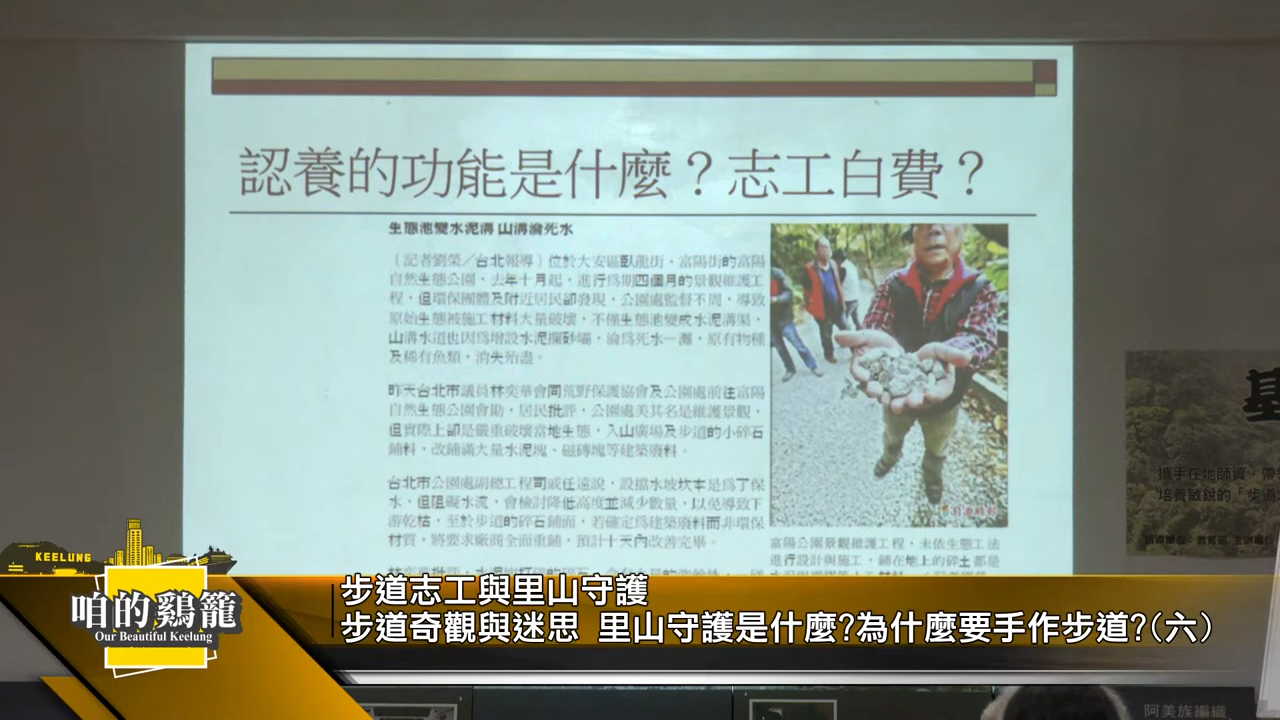 認養的功能是什麼？志工白費？
生態池變水泥溝 山溝淪死水
〔記者劉榮／台北報導〕位於大安區臥龍街、富陽街的富陽
自然生態公園，去年十月起，進行為期四個月的景觀維護工
程，但環保團體及附近居民卻發現，公園處監督不周，導致
原始生態被施工材料大量破壞，不僅生態池變成水泥溝渠，
山溝水道也因為增設水泥攔砂壩，淪為死水一灘，原有物種
及稀有魚類，消失殆盡。
昨天台北市議員林奕華會同荒野保護協會及公園處前往富陽
自然生態公園會勘，居民批評，公園處美其名是維護景觀，
但實際上卻是嚴重破壞當地生態，入山廣場及步道的小碎石
鋪料，改鋪滿大量水泥塊、磁磚塊等建築廢料。
台北市公園處副總工程司戚任遠說，設擋水坡坎本是為了保
水，但阻礙水流，會檢討降低高度並減少數量，以免導致下
游乾枯，至於步道的碎石鋪面，若確定為建築廢料而非環保
材質，將要求廠商全面重鋪，預計十天內改善完畢。
富陽公園景觀維護工程，未依生態工法
進行設計與施工，鋪在地上的碎土都是
基
攜手在地師資，帶
培養敏銳的「步道
KEELUNG
咱的鷄籠
Our Beautiful Keelung
步道志工與里山守護
步道奇觀與迷思 里山守護是什麼?為什麼要手作步道?(六)
阿美族編織